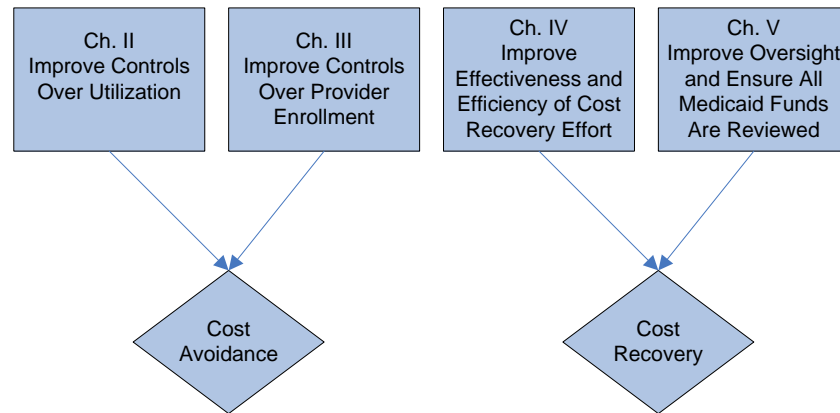 Ch. II
Improve Controls
Over Utilization
Ch. III
Improve Controls
Over Provider
Enrollment
Ch. IV
Improve
Effectiveness and
Efficiency of Cost
Recovery Effort
Ch. V
Improve Oversight
and Ensure All
Medicaid Funds
Are Reviewed
Cost
Avoidance
Cost
Recovery